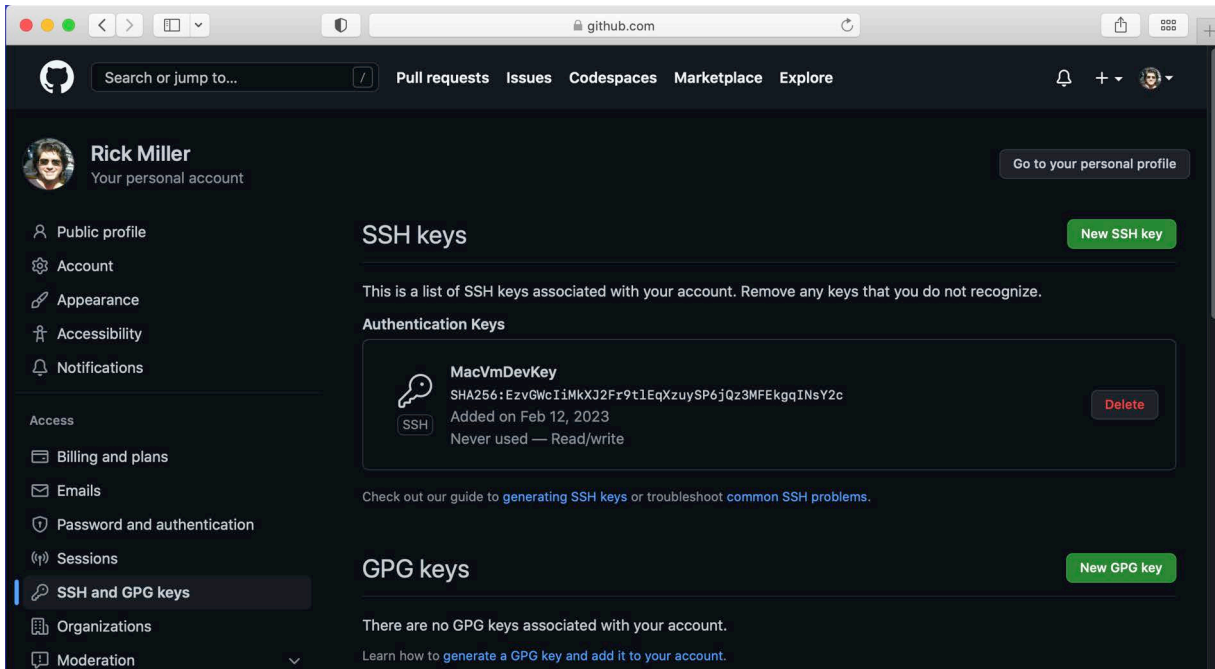 github.com
Search or jump to...
/
Pull requests Issues Codespaces Marketplace Explore
Rick Miller
Your personal account
Go to your personal profile
Public profile
Account
Appearance
Accessibility
Notifications
Access
Billing and plans
Emails
Password and authentication
Sessions
SSH and GPG keys
Organizations
Moderation
SSH keys
New SSH key
This is a list of SSH keys associated with your account. Remove any keys that you do not recognize.
Authentication Keys
MacVmDevKey
SHA256:EzvGWcIiMkXJ2Fr9tlEqXzuySP6jQz3MFEkgqINsY2c
Added on Feb 12, 2023
Never used — Read/write
SSH
Delete
Check out our guide to generating SSH keys or troubleshoot common SSH problems.
GPG keys
New GPG key
There are no GPG keys associated with your account.
Learn how to generate a GPG key and add it to your account.